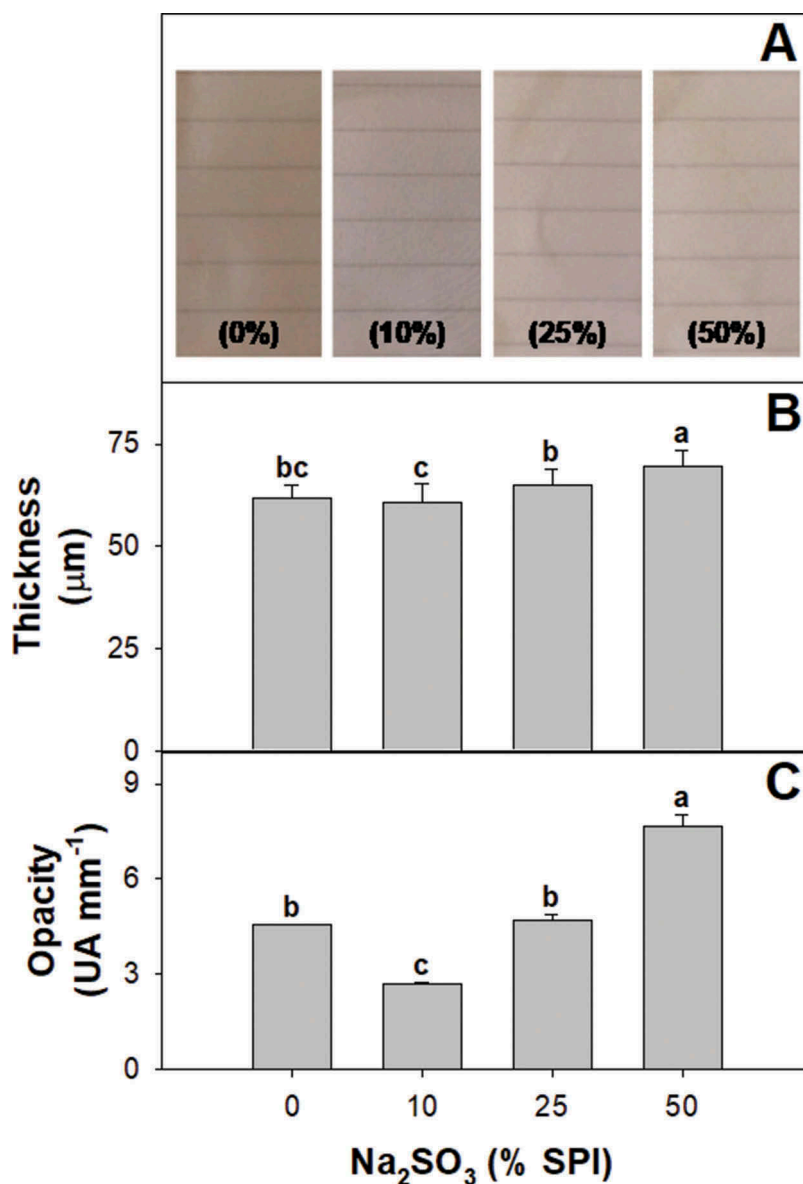 A
(0%) (10%) (25%) (50%)
B
Thickness
(μm)
75
50
25
0
bc c b a
C
Opacity
(UA mm⁻¹)
9
6
3
0
b c b a
0 10 25 50
Na₂SO₃ (% SPI)